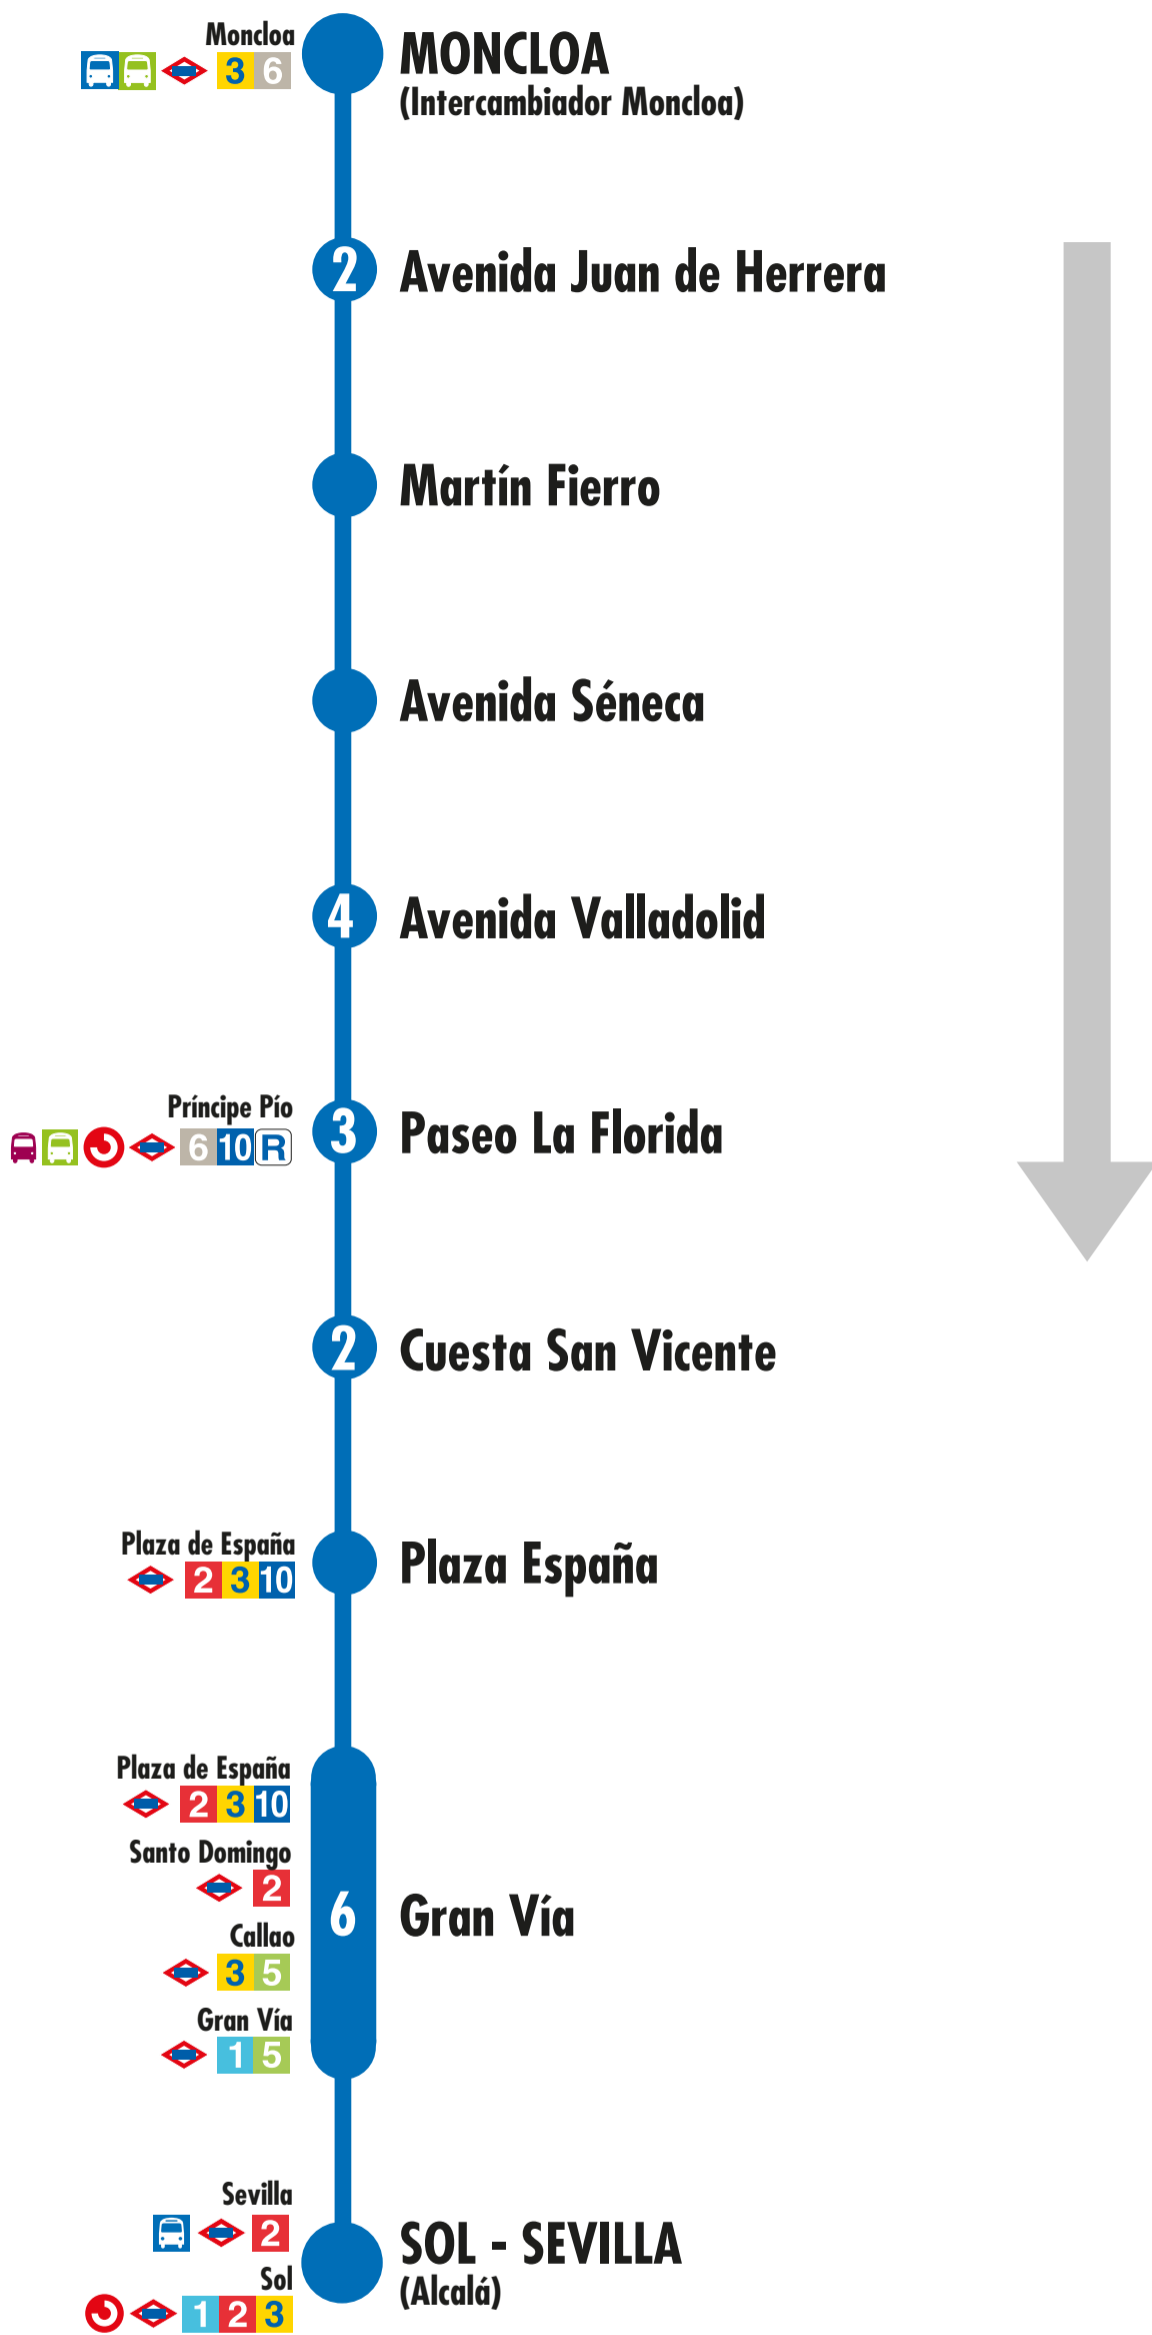 Moncloa
3 6
MONCLOA
(Intercambiador Moncloa)
2 Avenida Juan de Herrera
Martín Fierro
Avenida Séneca
4 Avenida Valladolid
Príncipe Pío
6 10 R
3 Paseo La Florida
2 Cuesta San Vicente
Plaza de España
2 3 10
Plaza España
Plaza de España
2 3 10
Santo Domingo
2
Callao
3 5
Gran Vía
1 5
6 Gran Vía
Sevilla
2
Sol
1 2 3
SOL - SEVILLA
(Alcalá)